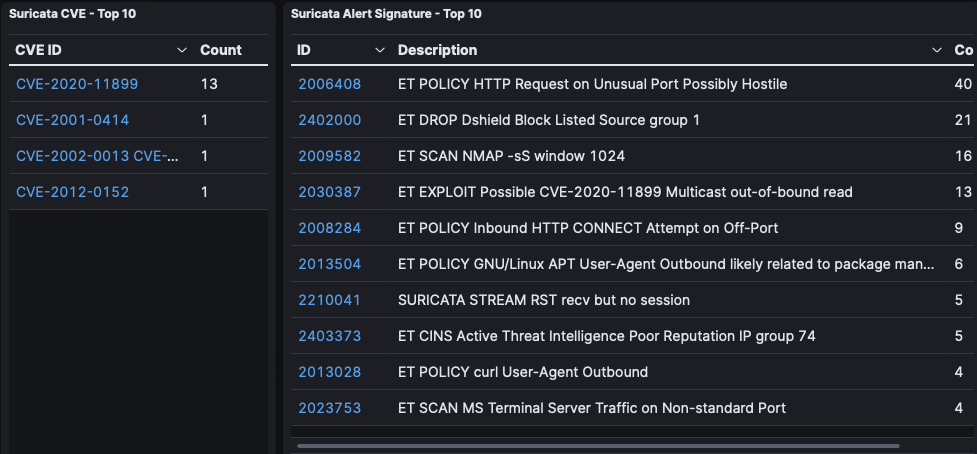 Suricata CVE - Top 10
CVE ID Count
CVE-2020-11899 13
CVE-2001-0414 1
CVE-2002-0013 CVE-... 1
CVE-2012-0152 1
Suricata Alert Signature - Top 10
ID Description Co
2006408 ET POLICY HTTP Request on Unusual Port Possibly Hostile 40
2402000 ET DROP Dshield Block Listed Source group 1 21
2009582 ET SCAN NMAP -sS window 1024 16
2030387 ET EXPLOIT Possible CVE-2020-11899 Multicast out-of-bound read 13
2008284 ET POLICY Inbound HTTP CONNECT Attempt on Off-Port 9
2013504 ET POLICY GNU/Linux APT User-Agent Outbound likely related to package man... 6
2210041 SURICATA STREAM RST recv but no session 5
2403373 ET CINS Active Threat Intelligence Poor Reputation IP group 74 5
2013028 ET POLICY curl User-Agent Outbound 4
2023753 ET SCAN MS Terminal Server Traffic on Non-standard Port 4